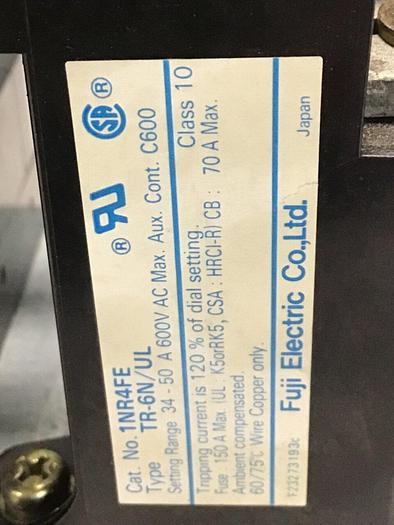 Cat. No. 1NR4FE
Type TR-6N/UL
Setting Range 34 - 50 A 600V AC Max. Aux. Cont. C600
Class 10
Tripping current is 120 % of dial setting.
Fuse 150 A Max. (UL : K5orRK5, CSA : HRCI-R) CB : 70 A Max.
Ambient compensated.
60/75℃ Wire Copper only.
Fuji Electric Co.,Ltd. Japan